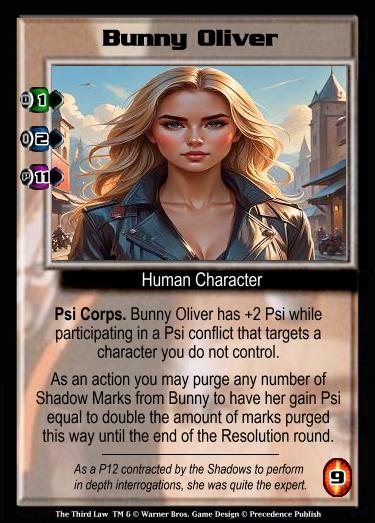 Bunny Oliver
D 1
I 2
P 11
Human Character
Psi Corps. Bunny Oliver has +2 Psi while
participating in a Psi conflict that targets a
character you do not control.
As an action you may purge any number of
Shadow Marks from Bunny to have her gain Psi
equal to double the amount of marks purged
this way until the end of the Resolution round.
As a P12 contracted by the Shadows to perform
in depth interrogations, she was quite the expert.
9
The Third Law TM & © Warner Bros. Game Design © Precedence Publish